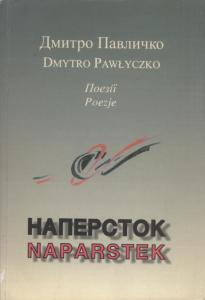 Дмитро Павличко
DMYTRO PAWŁYCZKO
Поезії
Poezje
НАПЕРСТОК
NAPARSTEK